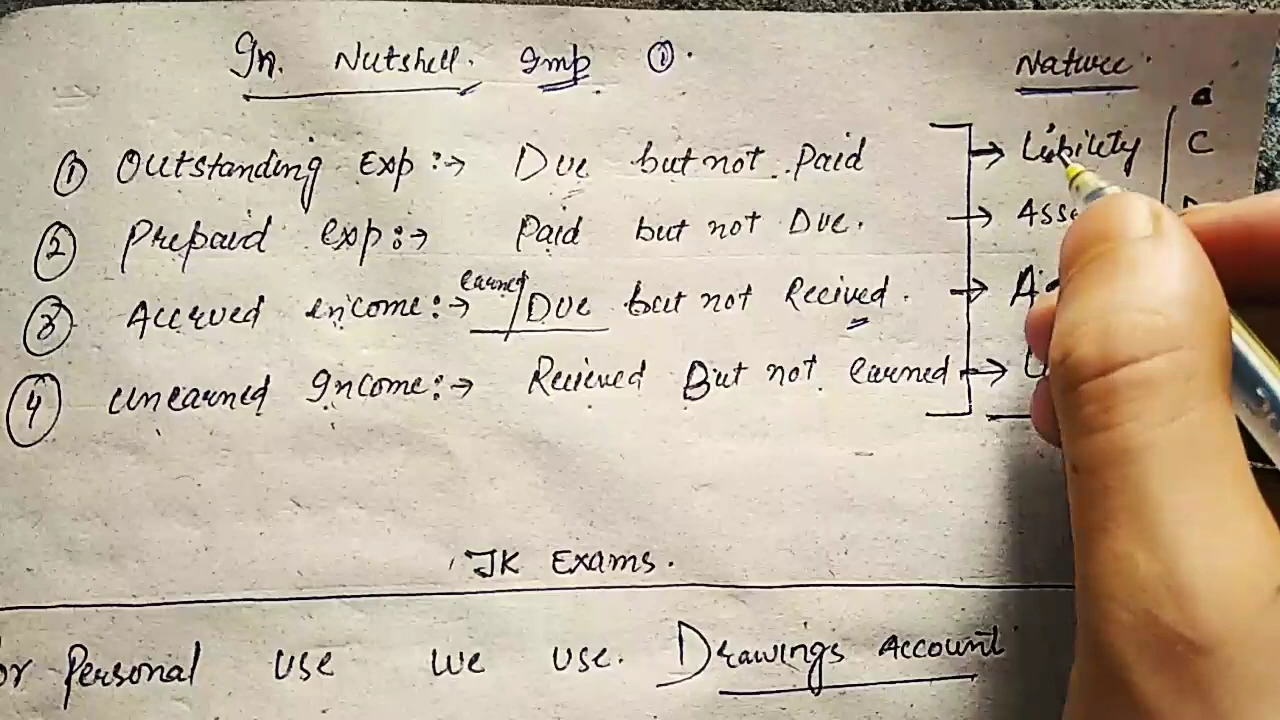 In. Nutshell. Imp ①.
Nature
① Outstanding Exp:→ Due but not Paid → Libility C
② Prepaid exp:→ Paid but not Due. →
③ Accrued income:→ earned/Due but not Recived. →
④ unearned Income:→ Recieved But not earned →
JK Exams.
Personal use we use. Drawings Account